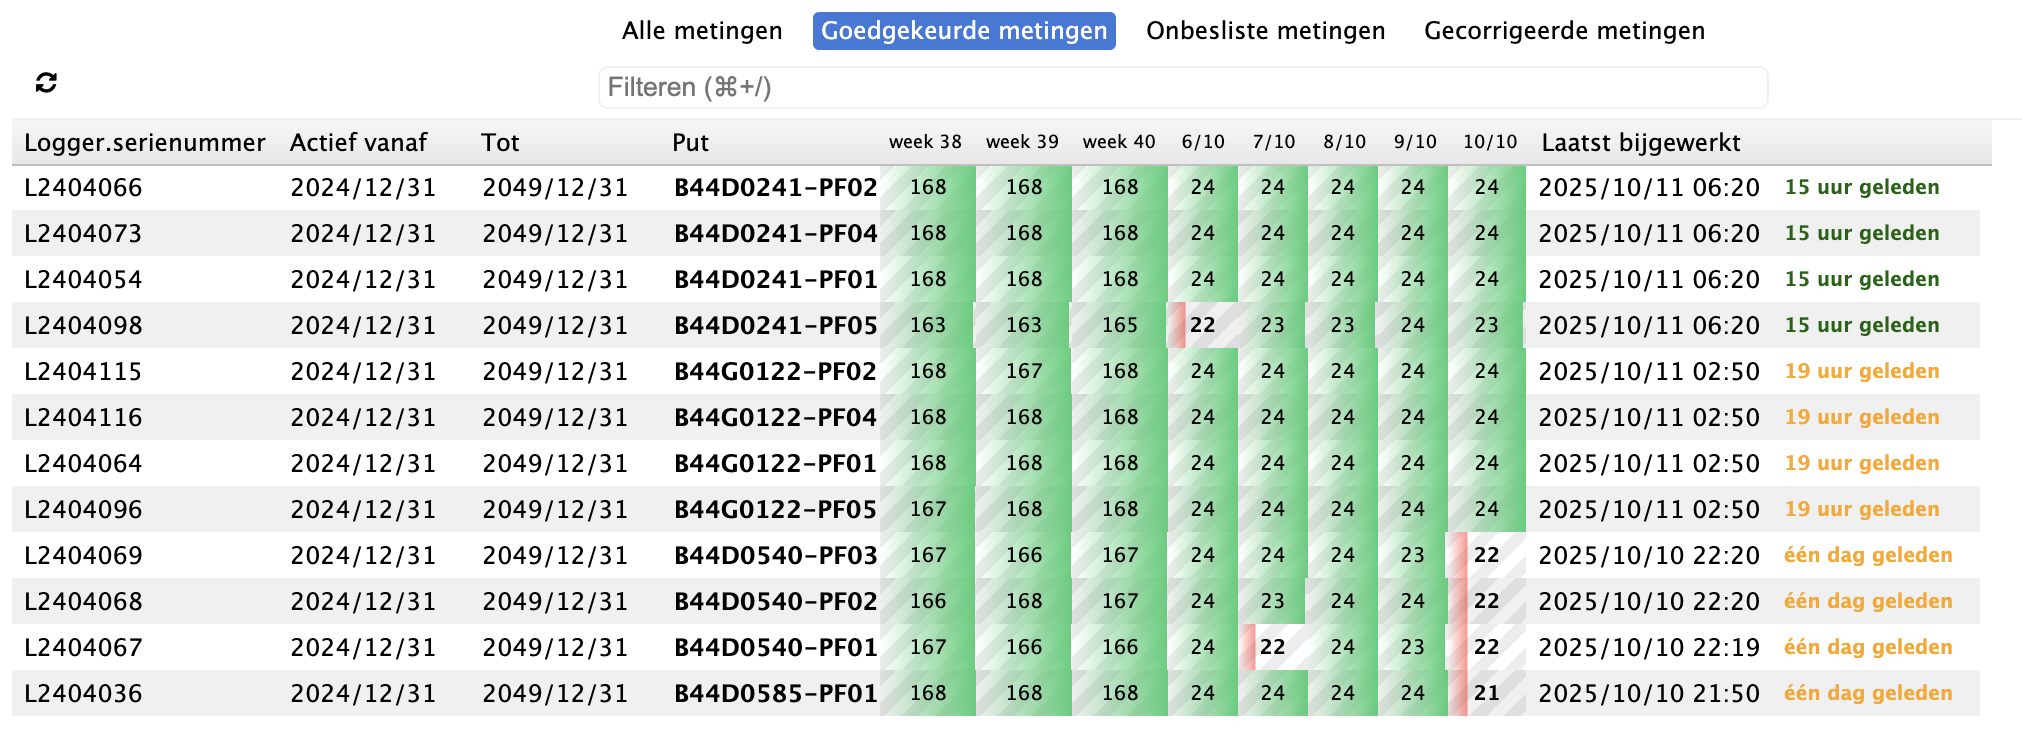 Alle metingen Goedgekeurde metingen Onbesliste metingen Gecorrigeerde metingen
Filteren (⌘+/)
Logger.serienummer Actief vanaf Tot Put week 38 week 39 week 40 6/10 7/10 8/10 9/10 10/10 Laatst bijgewerkt
L2404066 2024/12/31 2049/12/31 B44D0241-PF02 168 168 168 24 24 24 24 24 2025/10/11 06:20 15 uur geleden
L2404073 2024/12/31 2049/12/31 B44D0241-PF04 168 168 168 24 24 24 24 24 2025/10/11 06:20 15 uur geleden
L2404054 2024/12/31 2049/12/31 B44D0241-PF01 168 168 168 24 24 24 24 24 2025/10/11 06:20 15 uur geleden
L2404098 2024/12/31 2049/12/31 B44D0241-PF05 163 163 165 22 23 23 24 23 2025/10/11 06:20 15 uur geleden
L2404115 2024/12/31 2049/12/31 B44G0122-PF02 168 167 168 24 24 24 24 24 2025/10/11 02:50 19 uur geleden
L2404116 2024/12/31 2049/12/31 B44G0122-PF04 168 168 168 24 24 24 24 24 2025/10/11 02:50 19 uur geleden
L2404064 2024/12/31 2049/12/31 B44G0122-PF01 168 168 168 24 24 24 24 24 2025/10/11 02:50 19 uur geleden
L2404096 2024/12/31 2049/12/31 B44G0122-PF05 167 168 168 24 24 24 24 24 2025/10/11 02:50 19 uur geleden
L2404069 2024/12/31 2049/12/31 B44D0540-PF03 167 166 167 24 24 24 23 22 2025/10/10 22:20 één dag geleden
L2404068 2024/12/31 2049/12/31 B44D0540-PF02 166 168 167 24 23 24 24 22 2025/10/10 22:20 één dag geleden
L2404067 2024/12/31 2049/12/31 B44D0540-PF01 167 166 166 24 22 24 23 22 2025/10/10 22:19 één dag geleden
L2404036 2024/12/31 2049/12/31 B44D0585-PF01 168 168 168 24 24 24 24 21 2025/10/10 21:50 één dag geleden